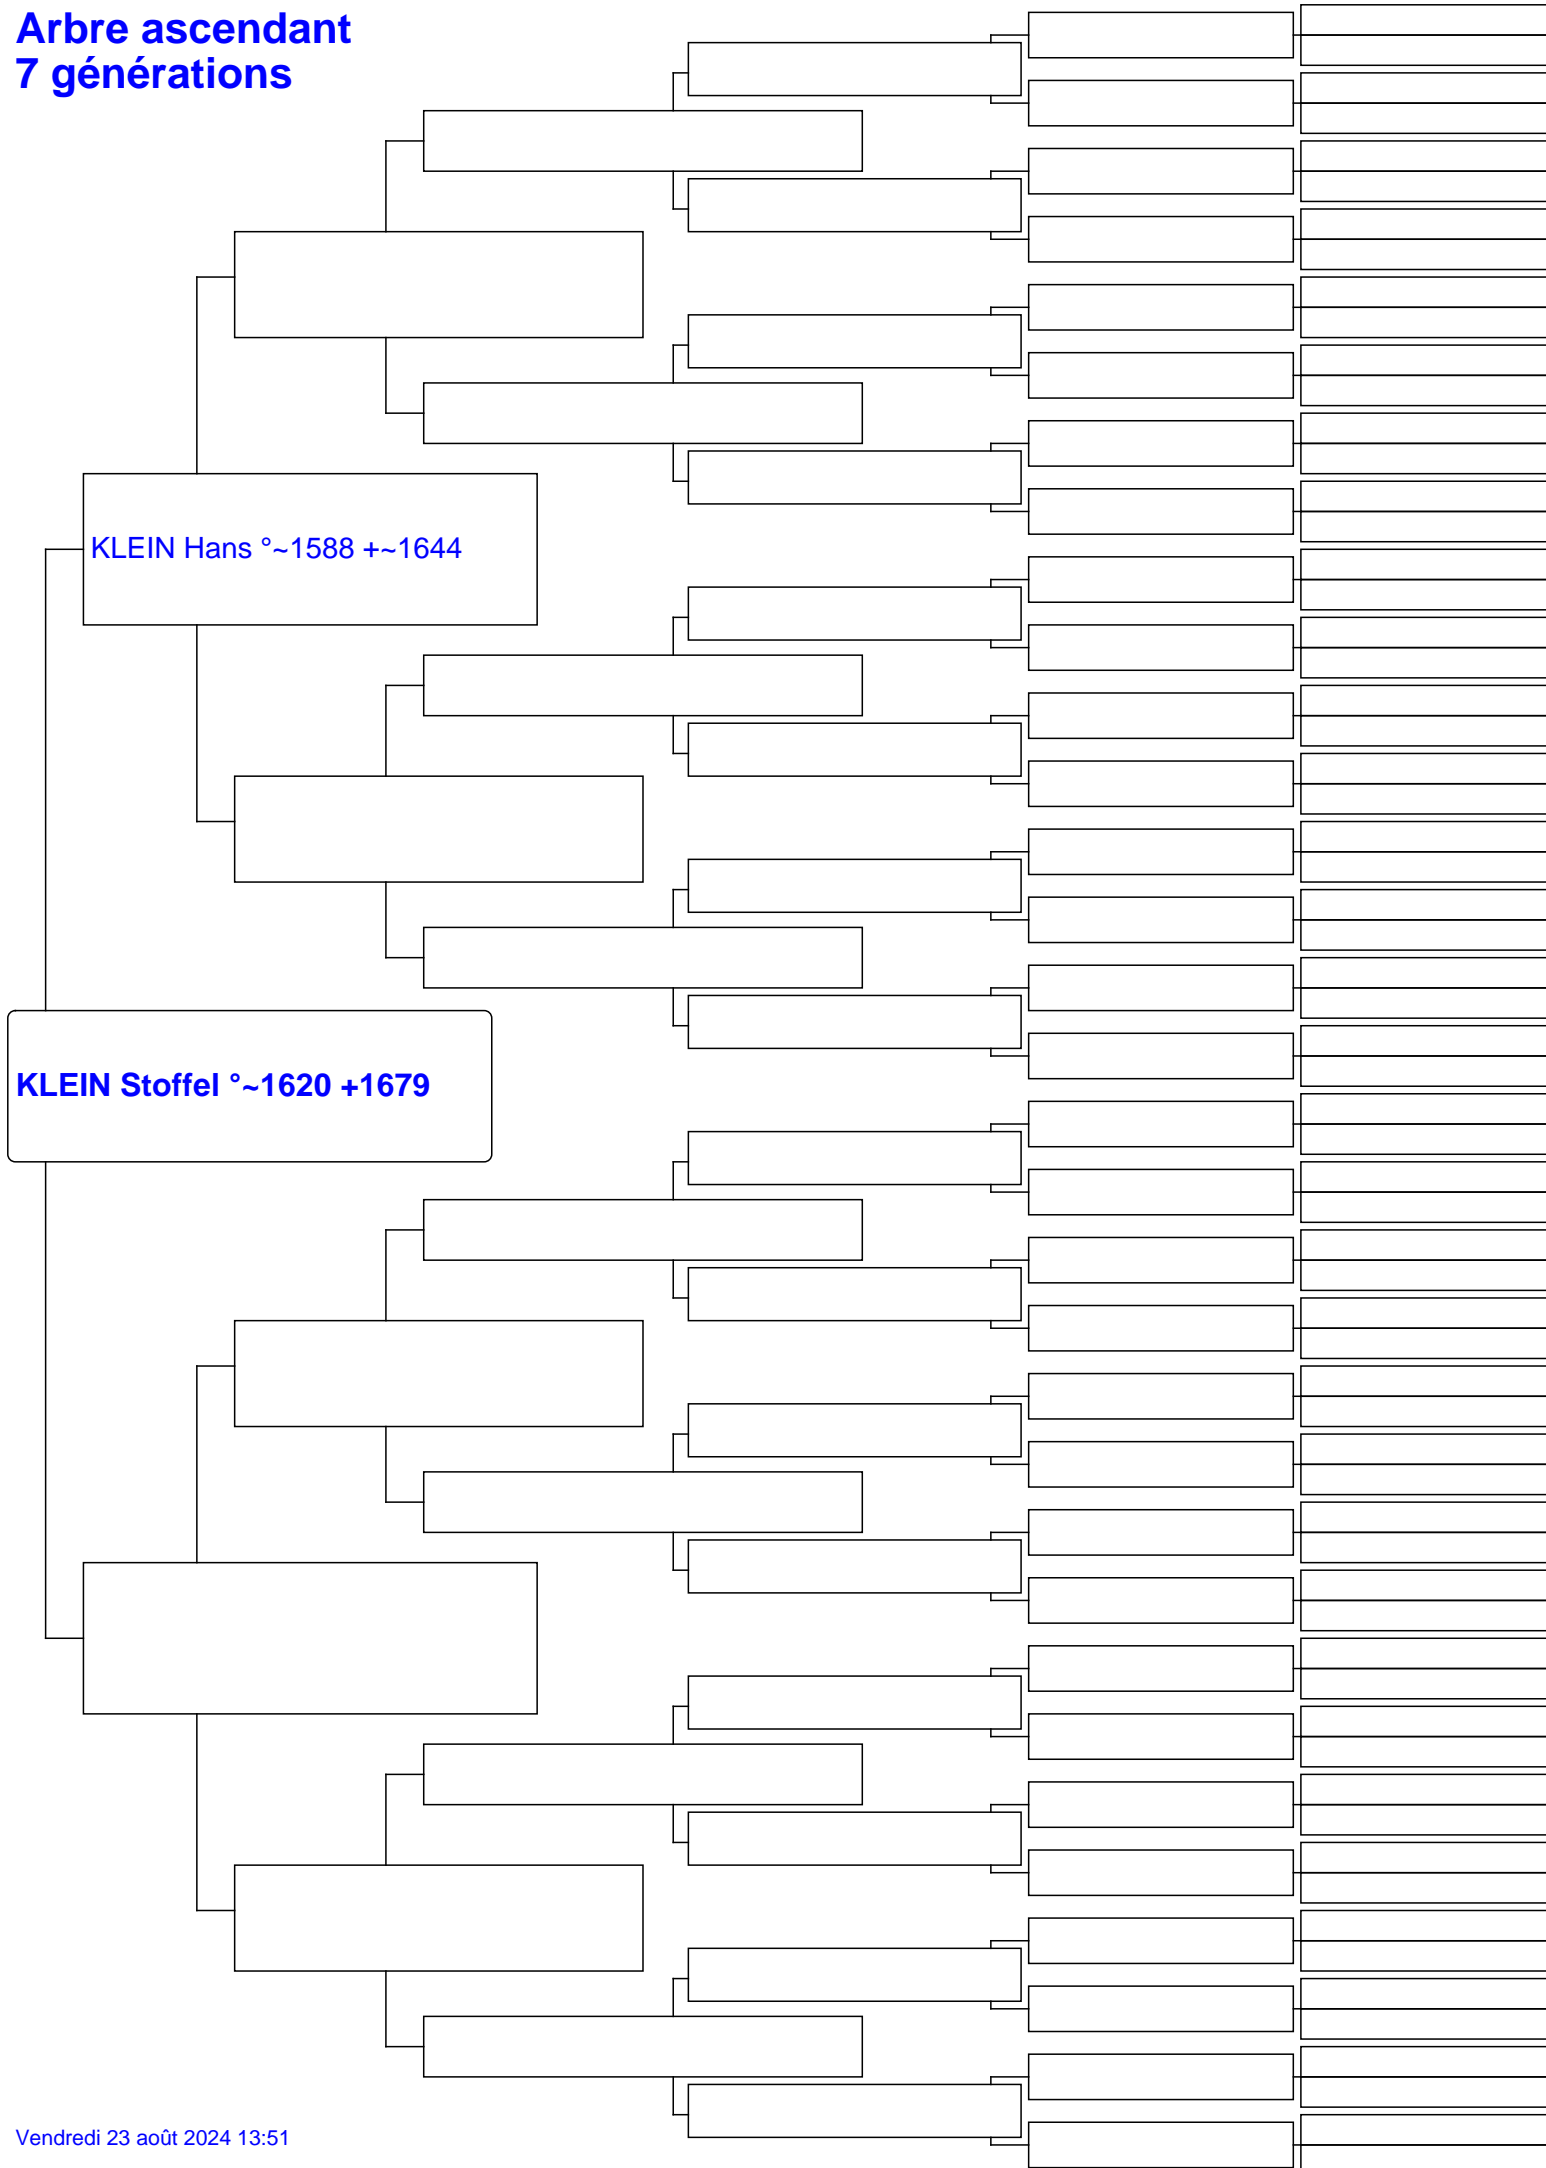 Arbre ascendant
7 générations
KLEIN Hans °~1588 +~1644
KLEIN Stoffel °~1620 +1679
Vendredi 23 août 2024 13:51